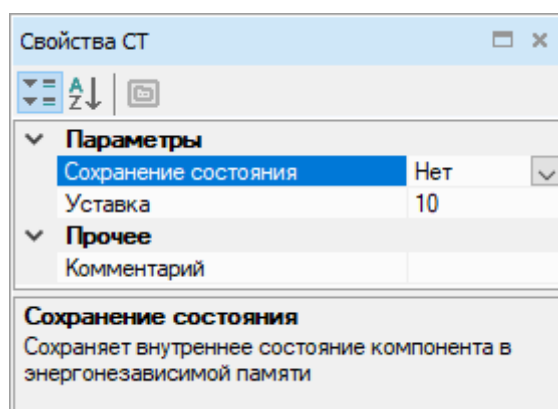 Свойства СТ
A
Z
Параметры
Сохранение состояния Нет
Уставка 10
Прочее
Комментарий
Сохранение состояния
Сохраняет внутреннее состояние компонента в
энергонезависимой памяти